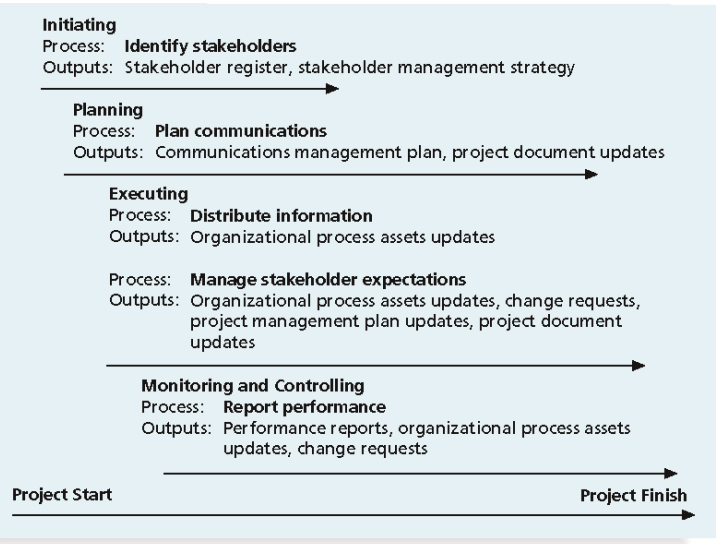 Initiating
Process: Identify stakeholders
Outputs: Stakeholder register, stakeholder management strategy
Planning
Process: Plan communications
Outputs: Communications management plan, project document updates
Executing
Process: Distribute information
Outputs: Organizational process assets updates
Process: Manage stakeholder expectations
Outputs: Organizational process assets updates, change requests,
project management plan updates, project document
updates
Monitoring and Controlling
Process: Report performance
Outputs: Performance reports, organizational process assets
updates, change requests
Project Start Project Finish